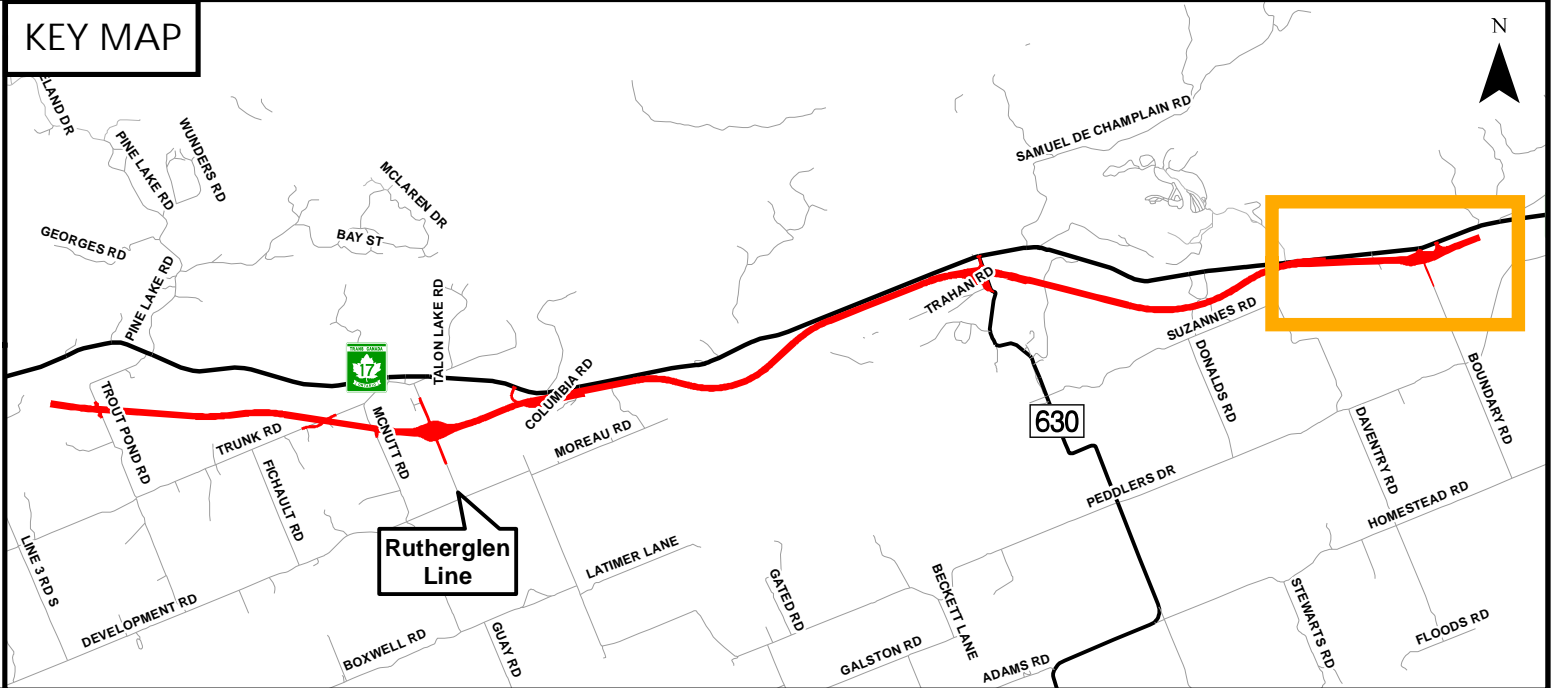 KEY MAP
N
ELAND DR
PINE LAKE RD
WUNDERS RD
MCLAREN DR
SAMUEL DE CHAMPLAIN RD
GEORGES RD
BAY ST
PINE LAKE RD
TALON LAKE RD
TRAHAN RD
SUZANNES RD
TRANS CANADA
17
ONTARIO
COLUMBIA RD
DONALDS RD
BOUNDARY RD
TROUT POND RD
TRUNK RD
MCNUTT RD
MOREAU RD
630
DAVENTRY RD
FICHAULT RD
PEDDLERS DR
HOMESTEAD RD
Rutherglen
Line
LINE 3 RD S
LATIMER LANE
GATED RD
BECKETT LANE
STEWARTS RD
DEVELOPMENT RD
BOXWELL RD
GUAY RD
GALSTON RD
ADAMS RD
FLOODS RD